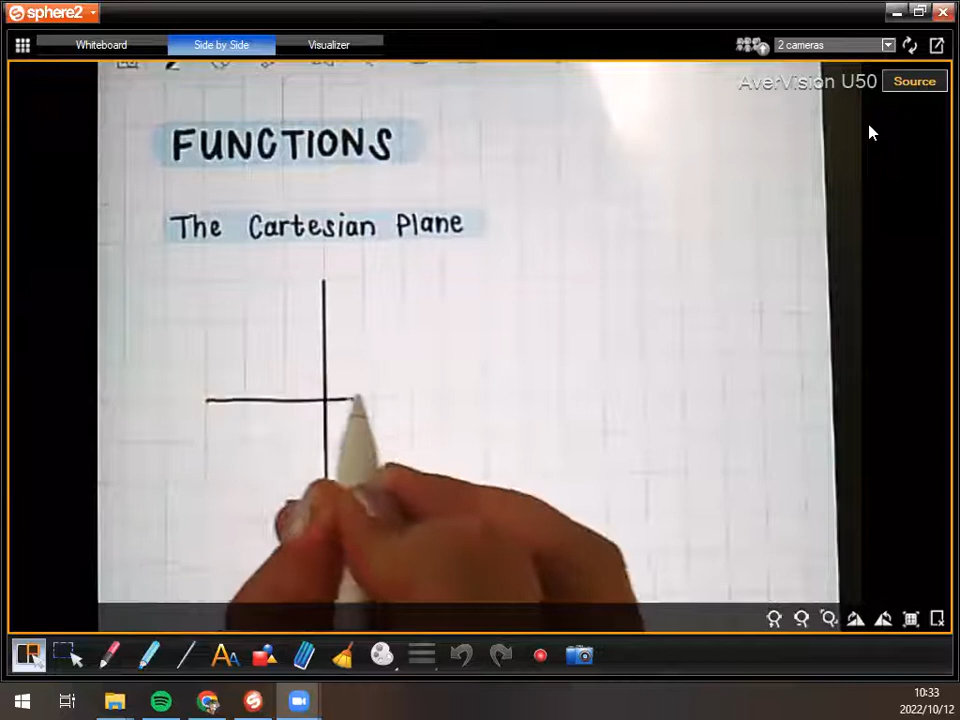 sphere2
Whiteboard
Side by Side
Visualizer
2 cameras
AverVision U50
Source
FUNCTIONS
The Cartesian Plane
10:33
2022/10/12